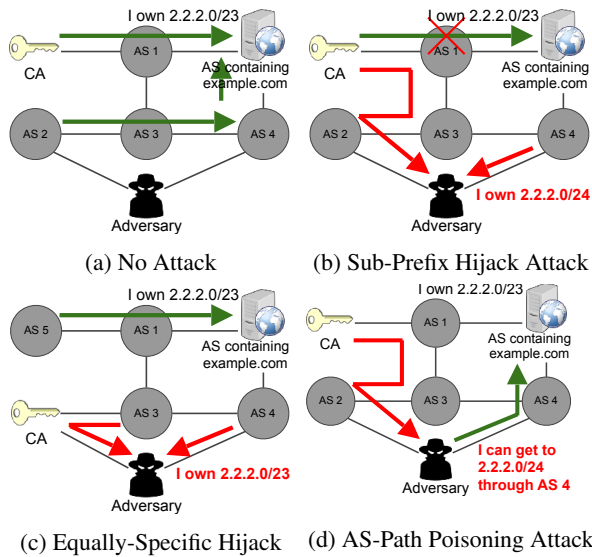 I own 2.2.2.0/23
CA
AS 1
AS containing
example.com
AS 2
AS 3
AS 4
Adversary
(a) No Attack
I own 2.2.2.0/23
CA
AS 1
AS containing
example.com
AS 2
AS 3
AS 4
I own 2.2.2.0/24
Adversary
(b) Sub-Prefix Hijack Attack
I own 2.2.2.0/23
AS 5
AS 1
AS containing
example.com
CA
AS 3
AS 4
I own 2.2.2.0/23
Adversary
(c) Equally-Specific Hijack
I own 2.2.2.0/23
CA
AS 1
AS containing
example.com
AS 2
AS 3
AS 4
I can get to
2.2.2.0/24
through AS 4
Adversary
(d) AS-Path Poisoning Attack